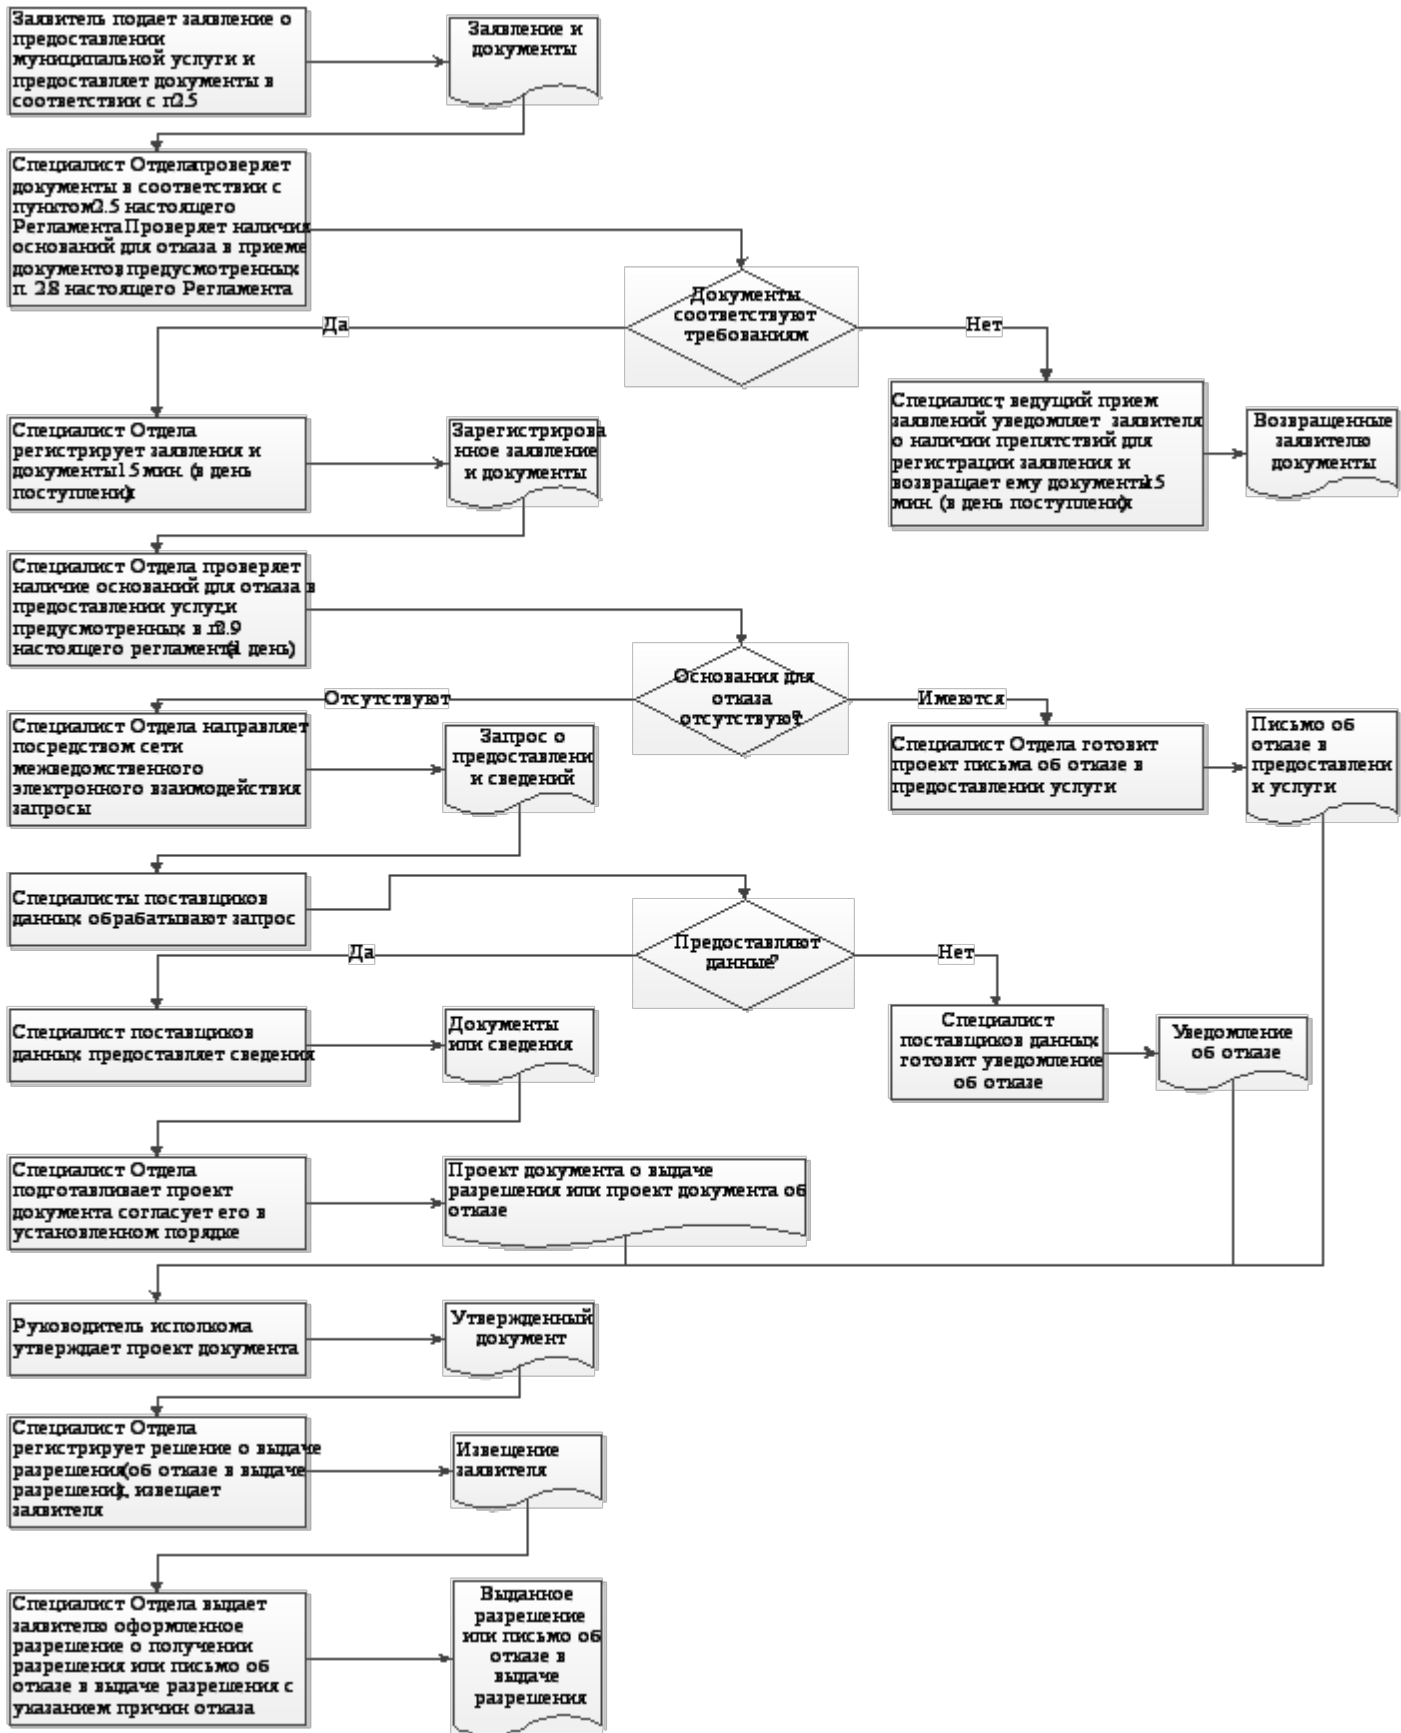 Заявитель подает заявление о
предоставлении
муниципальной услуги и
предоставляет документы в
соответствии с п2.5
Заявление и
документы
Специалист Отдела проверяет
документы в соответствии с
пунктом2.5 настоящего
Регламента Проверяет наличия
оснований для отказа в приеме
документов, предусмотренных
п. 2.8 настоящего Регламента
Документы
соответствуют
требованиям
Да
Нет
Специалист Отдела
регистрирует заявления и
документы15 мин. (в день
поступления)
Зарегистрирова
нное заявление
и документы
Специалист, ведущий прием
заявлений уведомляет заявителя
о наличии препятствий для
регистрации заявления и
возвращает ему документы15
мин. (в день поступления)
Возвращенные
заявителю
документы
Специалист Отдела проверяет
наличие оснований для отказа в
предоставлении услуги,
предусмотренных в п2.9
настоящего регламента(1 день)
Основания для
отказа
отсутствуют?
Отсутствуют
Имеются
Специалист Отдела направляет
посредством сети
межведомственного
электронного взаимодействия
запросы
Запрос о
предоставлени
и сведений
Специалист Отдела готовит
проект письма об отказе в
предоставлении услуги
Письмо об
отказе в
предоставлени
и услуги
Специалисты поставщиков
данных обрабатывают запрос
Предоставляют
данные?
Да
Нет
Специалист поставщиков
данных предоставляет сведения
Документы
или сведения
Специалист
поставщиков данных
готовит уведомление
об отказе
Уведомление
об отказе
Специалист Отдела
подготавливает проект
документа согласует его в
установленном порядке
Проект документа о выдаче
разрешения или проект документа об
отказе
Руководитель исполкома
утверждает проект документа
Утвержденный
документ
Специалист Отдела
регистрирует решение о выдаче
разрешения(об отказе в выдаче
разрешения), извещает
заявителя
Извещение
заявителя
Специалист Отдела выдает
заявителю оформленное
разрешение о получении
разрешения или письмо об
отказе в выдаче разрешения с
указанием причин отказа
Выданное
разрешение
или письмо об
отказе в
выдаче
разрешения